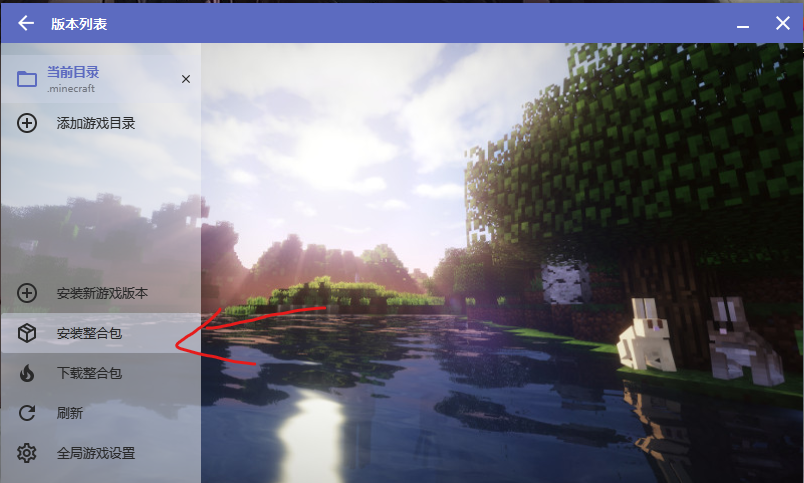 版本列表
当前目录
.minecraft
添加游戏目录
安装新游戏版本
安装整合包
下载整合包
刷新
全局游戏设置